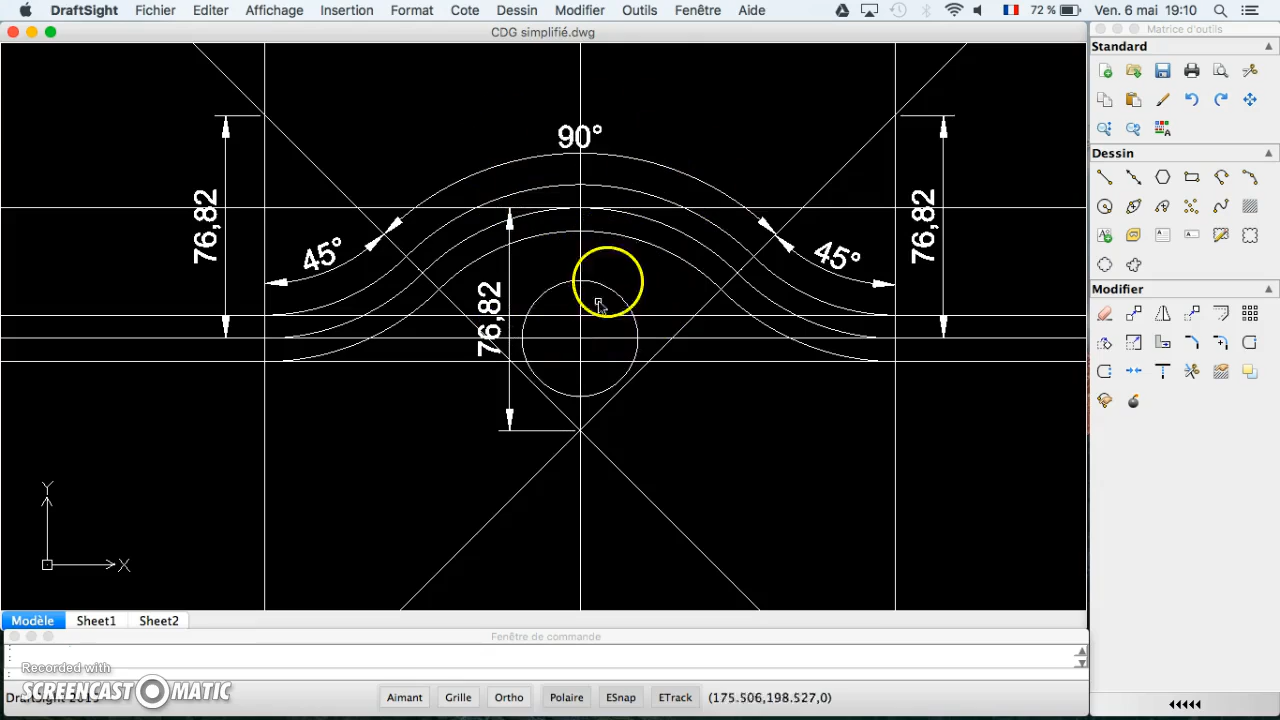 DraftSight Fichier Editer Affichage Insertion Format Cote Dessin Modifier Outils Fenêtre Aide 72 % Ven. 6 mai 19:10
CDG simplifié.dwg
Matrice d'outils
Standard
Dessin
Modifier
90°
76,82
45°
76,82
45°
76,82
Y
X
Modèle Sheet1 Sheet2
Fenêtre de commande
:
:
:
Recorded with
SCREENCAST-O-MATIC
Aimant Grille Ortho Polaire ESnap ETrack (175.506,198.527,0)